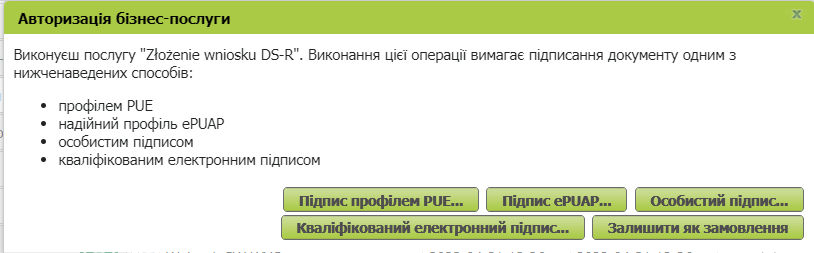 Авторизація бізнес-послуги
x
Виконуєш послугу "Złożenie wniosku DS-R". Виконання цієї операції вимагає підписання документу одним з
нижченаведених способів:
• профілем PUE
• надійний профіль ePUAP
• особистим підписом
• кваліфікованим електронним підписом
Підпис профілем PUE... Підпис ePUAP... Особистий підпис...
Кваліфікований електронний підпис... Залишити як замовлення